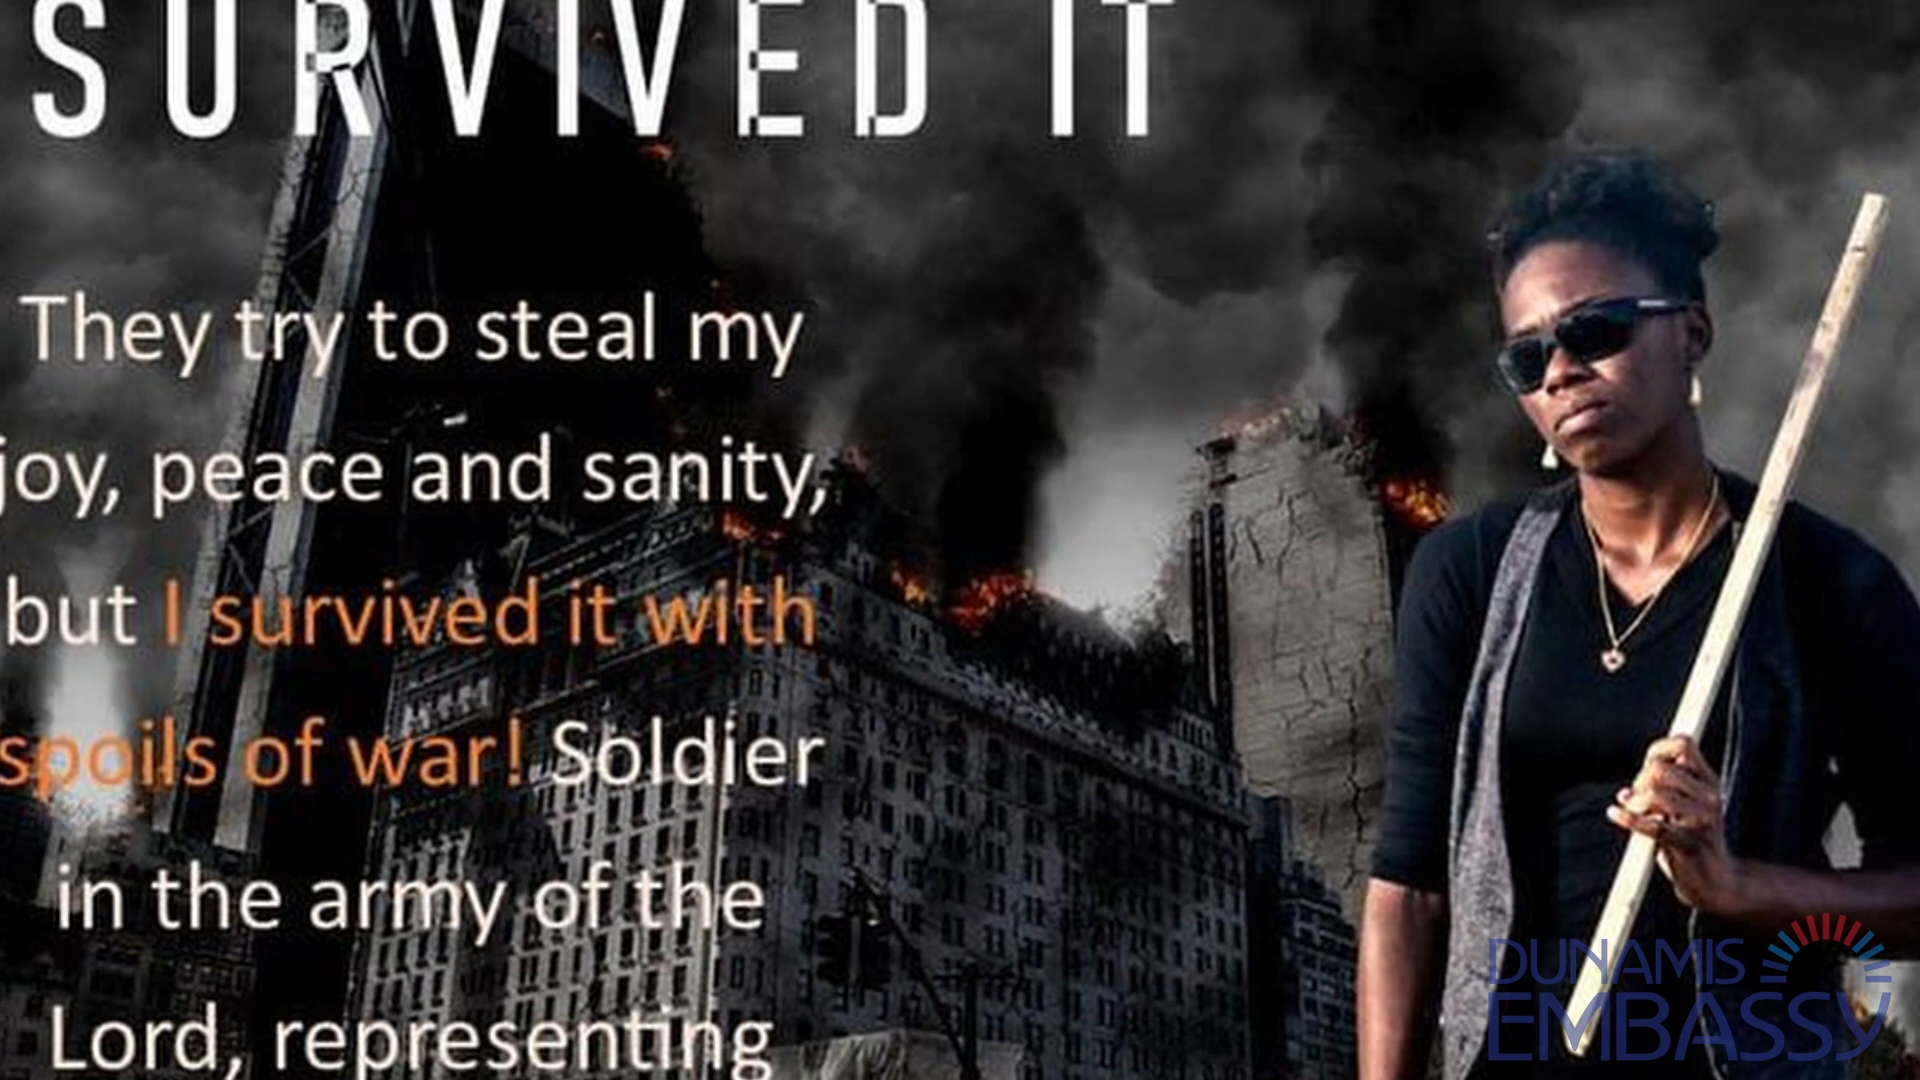 SURVIVED IT
They try to steal my
joy, peace and sanity,
but I survived it with
spoils of war! Soldier
in the army of the
Lord, representing
DUNAMIS
EMBASSY